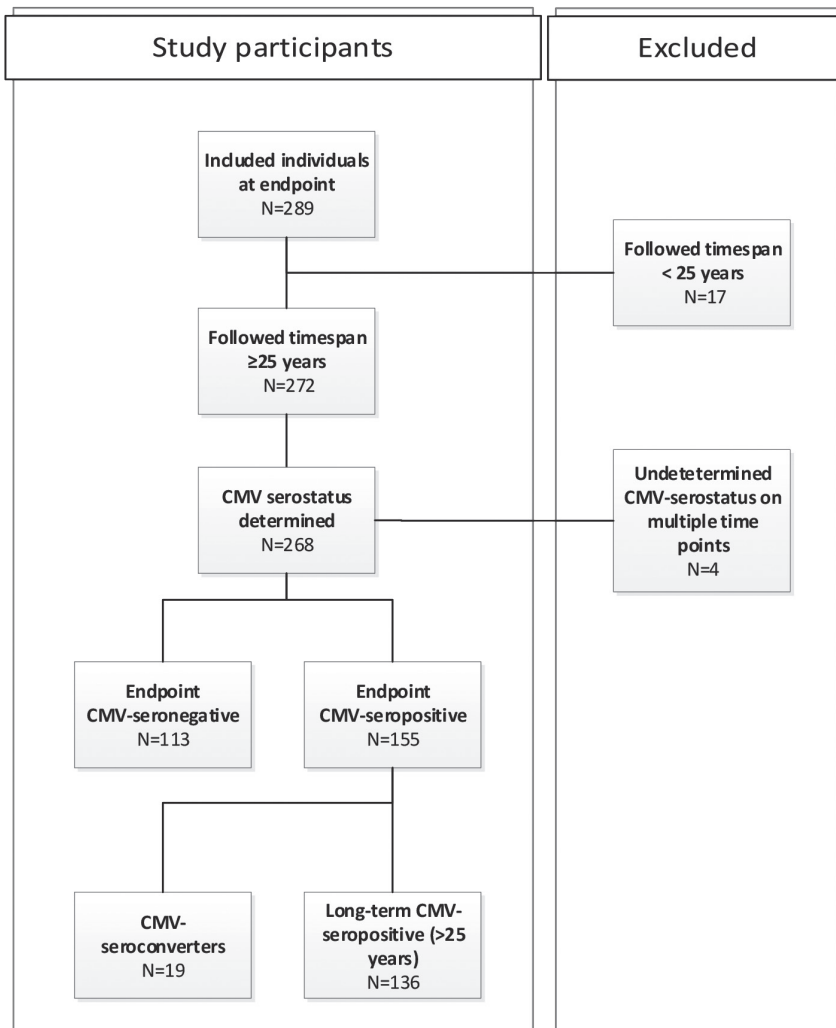 Study participants
Excluded
Included individuals
at endpoint
N=289
Followed timespan
< 25 years
N=17
Followed timespan
≥25 years
N=272
CMV serostatus
determined
N=268
Undetetermined
CMV-serostatus on
multiple time
points
N=4
Endpoint
CMV-seronegative
N=113
Endpoint
CMV-seropositive
N=155
CMV-
seroconverters
N=19
Long-term CMV-
seropositive (>25
years)
N=136